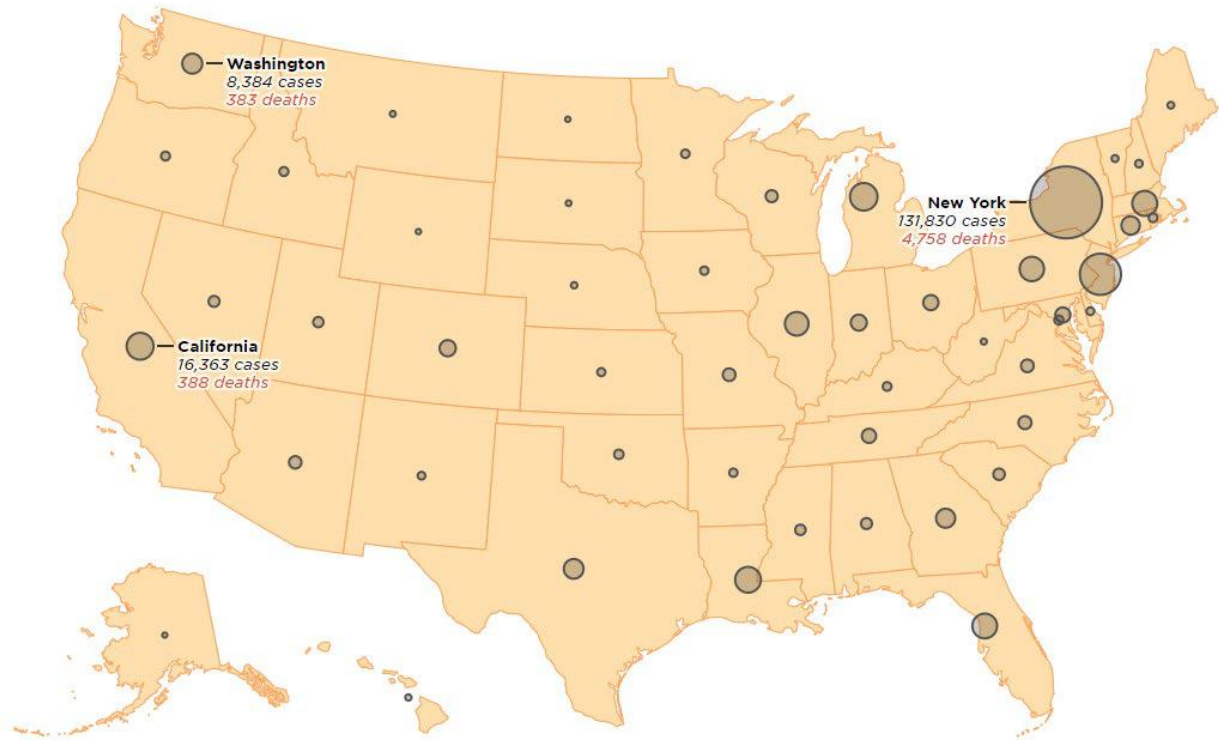 Washington
8,384 cases
383 deaths
New York
131,830 cases
4,758 deaths
California
16,363 cases
388 deaths